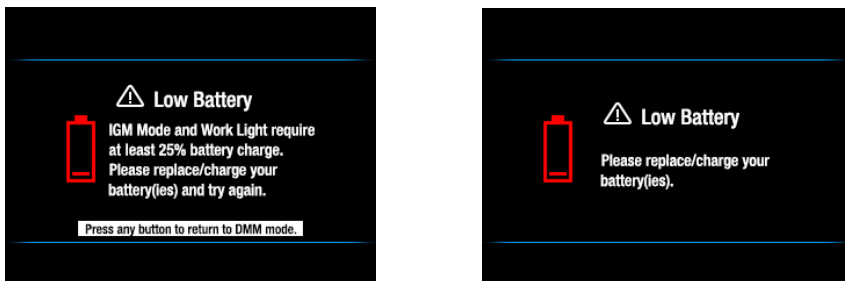 Low Battery
IGM Mode and Work Light require
at least 25% battery charge.
Please replace/charge your
battery(ies) and try again.
Press any button to return to DMM mode.
Low Battery
Please replace/charge your
battery(ies).